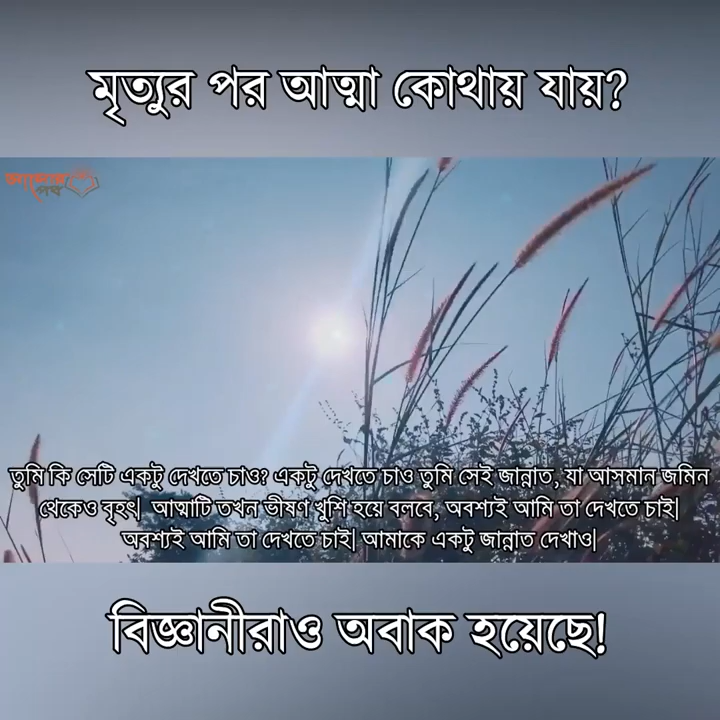 মৃত্যুর পর আত্মা কোথায় যায়?
তুমি কি সেটি একটু দেখতে চাও? একটু দেখতে চাও তুমি সেই জান্নাত, যা আসমান জমিন
থেকেও বৃহৎ| আত্মাটি তখন ভীষণ খুশি হয়ে বলবে, অবশ্যই আমি তা দেখতে চাই|
অবশ্যই আমি তা দেখতে চাই| আমাকে একটু জান্নাত দেখাও|
বিজ্ঞানীরাও অবাক হয়েছে!